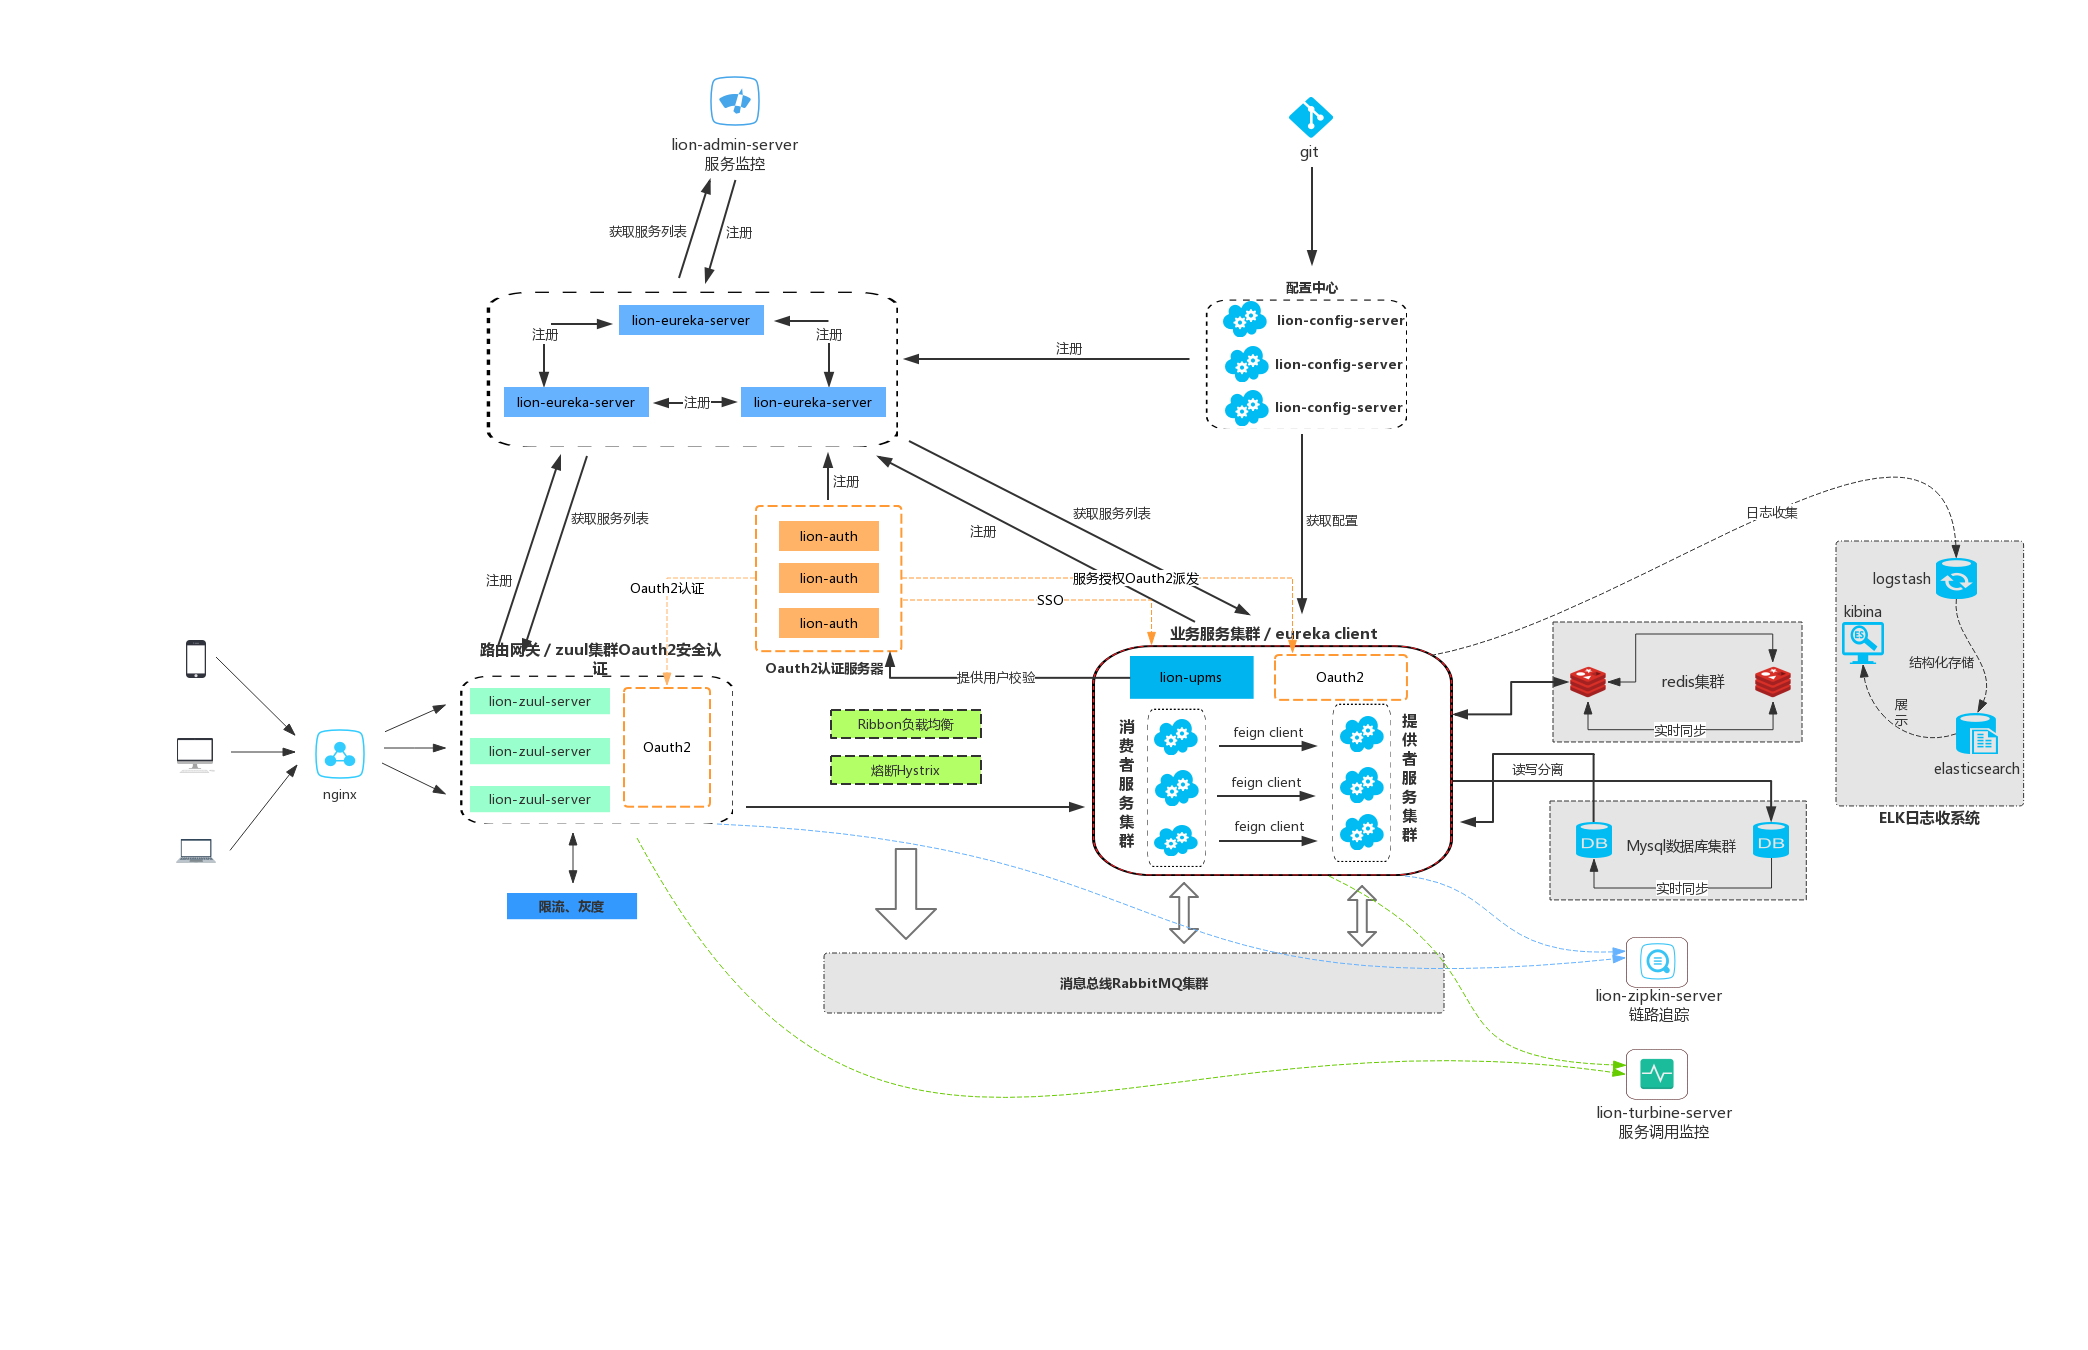 lion-admin-server
服务监控
git
获取服务列表
注册
配置中心
lion-eureka-server
注册
注册
lion-eureka-server
注册
lion-eureka-server
注册
lion-config-server
lion-config-server
lion-config-server
注册
获取服务列表
注册
注册
获取服务列表
注册
获取配置
日志收集
lion-auth
lion-auth
lion-auth
Oauth2认证服务器
Oauth2认证
服务授权Oauth2派发
SSO
提供用户校验
路由网关 / zuul集群Oauth2安全认
证
lion-zuul-server
lion-zuul-server
lion-zuul-server
Oauth2
nginx
限流、灰度
Ribbon负载均衡
熔断Hystrix
业务服务集群 / eureka client
lion-upms
Oauth2
消费者服务集群
feign client
feign client
feign client
提供者服务集群
redis集群
实时同步
读写分离
DB
Mysql数据库集群
DB
实时同步
logstash
kibina
ES
结构化存储
展
示
elasticsearch
ELK日志收系统
消息总线RabbitMQ集群
lion-zipkin-server
链路追踪
lion-turbine-server
服务调用监控